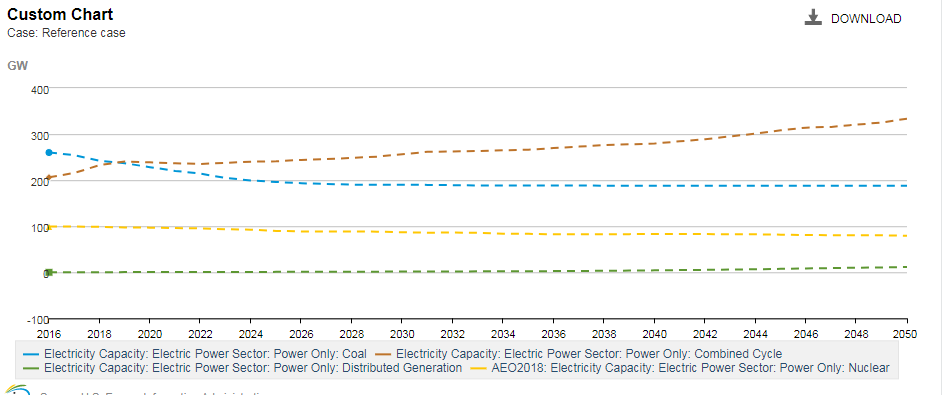 Custom Chart
DOWNLOAD
Case: Reference case
GW
400
300
200
100
0
-100
2016 2018 2020 2022 2024 2026 2028 2030 2032 2034 2036 2038 2040 2042 2044 2046 2048 2050
Electricity Capacity: Electric Power Sector: Power Only: Coal Electricity Capacity: Electric Power Sector: Power Only: Combined Cycle
Electricity Capacity: Electric Power Sector: Power Only: Distributed Generation AEO2018: Electricity Capacity: Electric Power Sector: Power Only: Nuclear